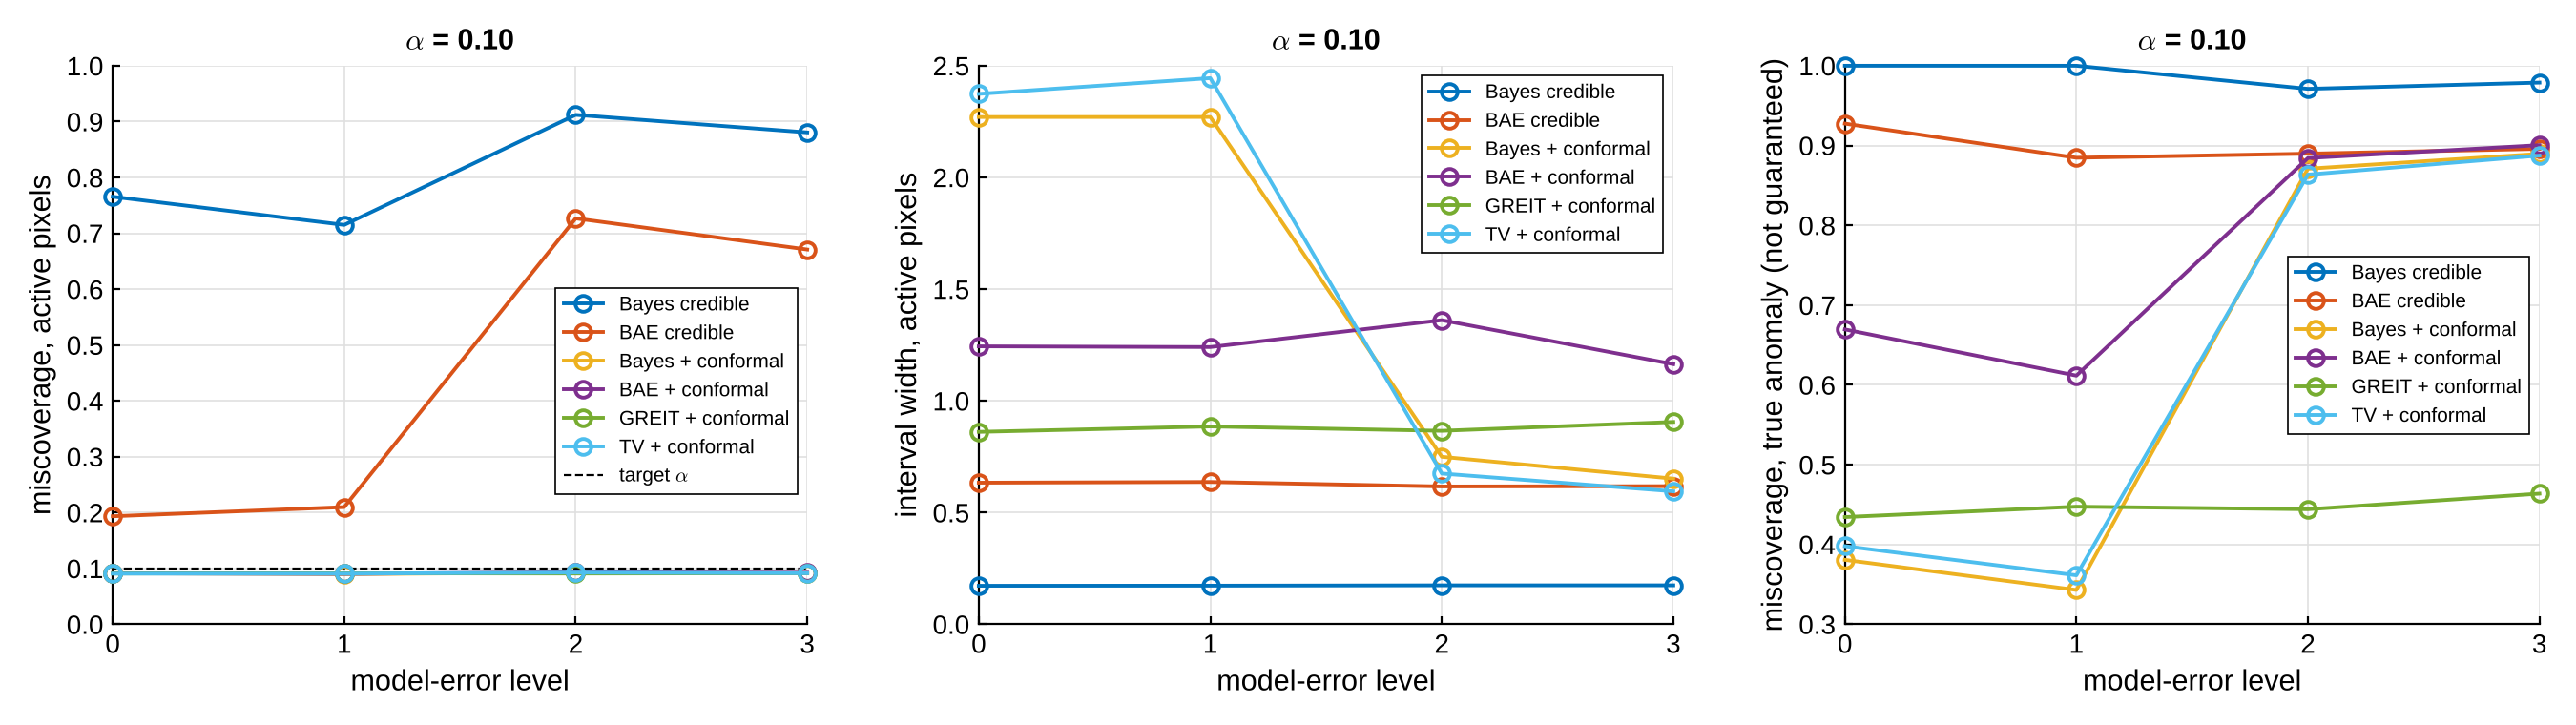 α = 0.10
miscoverage, active pixels
1.0
0.9
0.8
0.7
0.6
0.5
0.4
0.3
0.2
0.1
0.0
0 1 2 3
model-error level
Bayes credible
BAE credible
Bayes + conformal
BAE + conformal
GREIT + conformal
TV + conformal
target α
α = 0.10
interval width, active pixels
2.5
2.0
1.5
1.0
0.5
0.0
0 1 2 3
model-error level
Bayes credible
BAE credible
Bayes + conformal
BAE + conformal
GREIT + conformal
TV + conformal
α = 0.10
miscoverage, true anomaly (not guaranteed)
1.0
0.9
0.8
0.7
0.6
0.5
0.4
0.3
0 1 2 3
model-error level
Bayes credible
BAE credible
Bayes + conformal
BAE + conformal
GREIT + conformal
TV + conformal